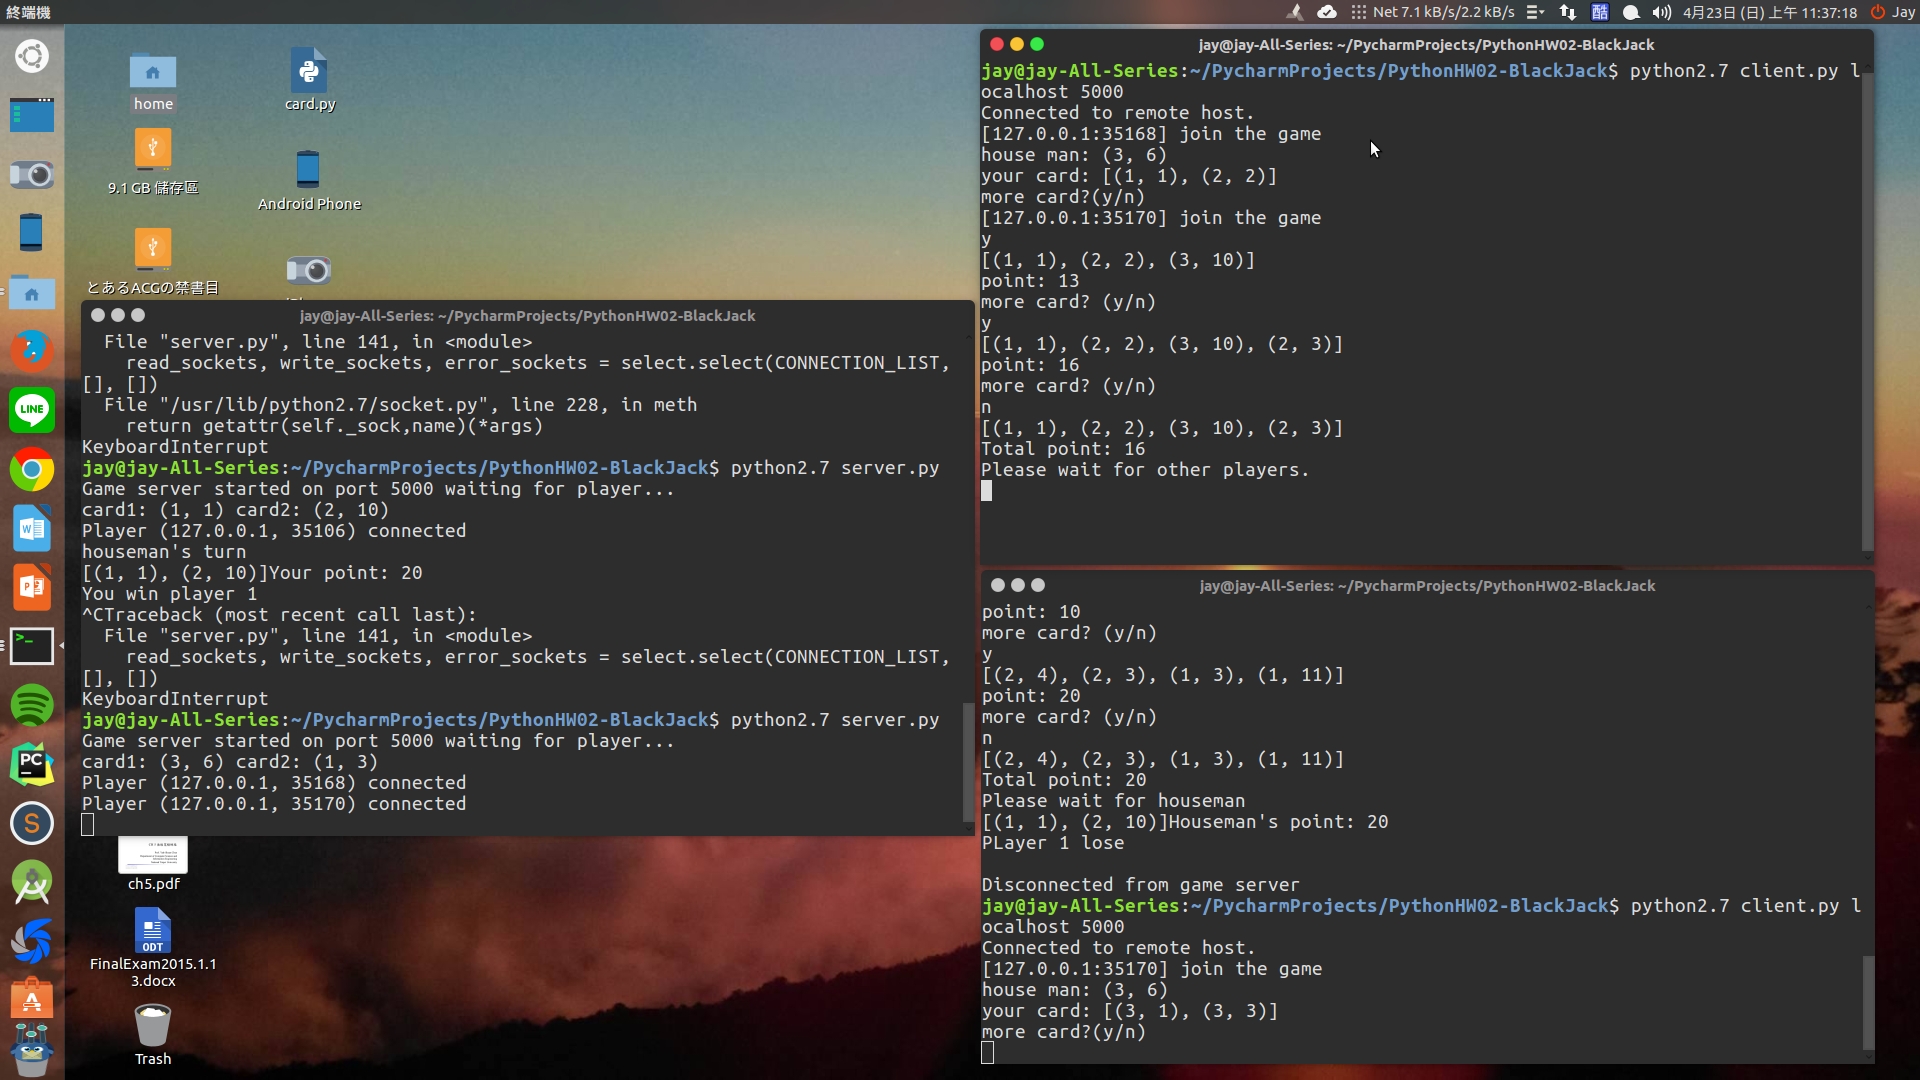 終端機
Net 7.1 kB/s/2.2 kB/s
酷
4月23日 (日) 上午 11:37:18
Jay
home
card.py
9.1 GB 儲存區
Android Phone
とあるACGの禁書目
LINE
W
P
>_
PC
S
A
jay@jay-All-Series: ~/PycharmProjects/PythonHW02-BlackJack
File "server.py", line 141, in <module>
read_sockets, write_sockets, error_sockets = select.select(CONNECTION_LIST,
[], [])
File "/usr/lib/python2.7/socket.py", line 228, in meth
return getattr(self._sock,name)(*args)
KeyboardInterrupt
jay@jay-All-Series:~/PycharmProjects/PythonHW02-BlackJack$ python2.7 server.py
Game server started on port 5000 waiting for player...
card1: (1, 1) card2: (2, 10)
Player (127.0.0.1, 35106) connected
houseman's turn
[(1, 1), (2, 10)]Your point: 20
You win player 1
^CTraceback (most recent call last):
File "server.py", line 141, in <module>
read_sockets, write_sockets, error_sockets = select.select(CONNECTION_LIST,
[], [])
KeyboardInterrupt
jay@jay-All-Series:~/PycharmProjects/PythonHW02-BlackJack$ python2.7 server.py
Game server started on port 5000 waiting for player...
card1: (3, 6) card2: (1, 3)
Player (127.0.0.1, 35168) connected
Player (127.0.0.1, 35170) connected
ch5.pdf
ODT
FinalExam2015.1.1
3.docx
Trash
jay@jay-All-Series: ~/PycharmProjects/PythonHW02-BlackJack
jay@jay-All-Series:~/PycharmProjects/PythonHW02-BlackJack$ python2.7 client.py l
ocalhost 5000
Connected to remote host.
[127.0.0.1:35168] join the game
house man: (3, 6)
your card: [(1, 1), (2, 2)]
more card?(y/n)
[127.0.0.1:35170] join the game
y
[(1, 1), (2, 2), (3, 10)]
point: 13
more card? (y/n)
y
[(1, 1), (2, 2), (3, 10), (2, 3)]
point: 16
more card? (y/n)
n
[(1, 1), (2, 2), (3, 10), (2, 3)]
Total point: 16
Please wait for other players.
jay@jay-All-Series: ~/PycharmProjects/PythonHW02-BlackJack
point: 10
more card? (y/n)
y
[(2, 4), (2, 3), (1, 3), (1, 11)]
point: 20
more card? (y/n)
n
[(2, 4), (2, 3), (1, 3), (1, 11)]
Total point: 20
Please wait for houseman
[(1, 1), (2, 10)]Houseman's point: 20
PLayer 1 lose
Disconnected from game server
jay@jay-All-Series:~/PycharmProjects/PythonHW02-BlackJack$ python2.7 client.py l
ocalhost 5000
Connected to remote host.
[127.0.0.1:35170] join the game
house man: (3, 6)
your card: [(3, 1), (3, 3)]
more card?(y/n)